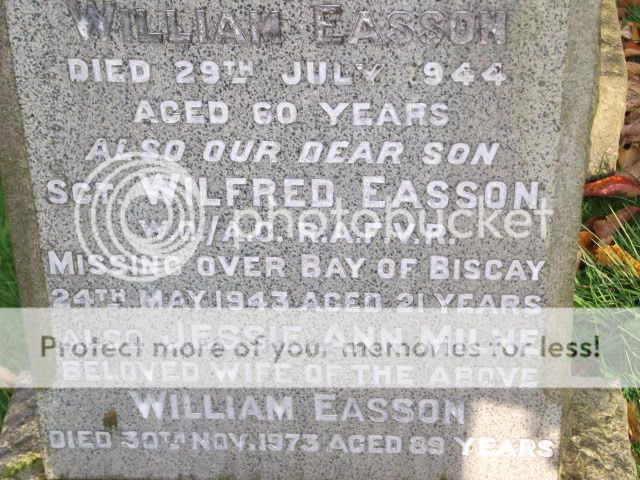 WILLIAM EASSON
DIED 29TH JULY 1944
AGED 60 YEARS
ALSO OUR DEAR SON
SGT. WILFRED EASSON
W.O./A.G. R.A.F.V.R.
photobucket
MISSING OVER BAY OF BISCAY
24TH MAY 1943 AGED 21 YEARS
ALSO JESSIE ANN MILNE
Protect more of your memories for less!
BELOVED WIFE OF THE ABOVE
WILLIAM EASSON
DIED 30TH NOV. 1973 AGED 89 YEARS